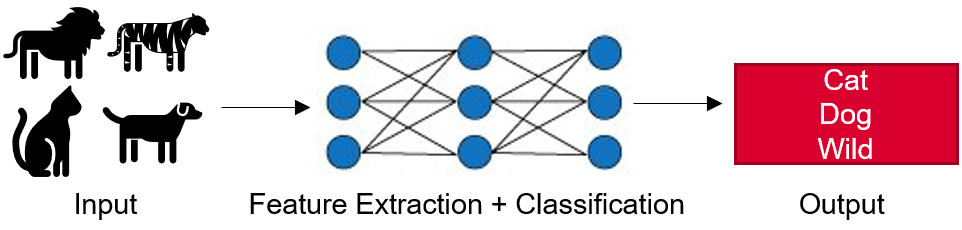 Cat
Dog
Wild
Input
Feature Extraction + Classification
Output